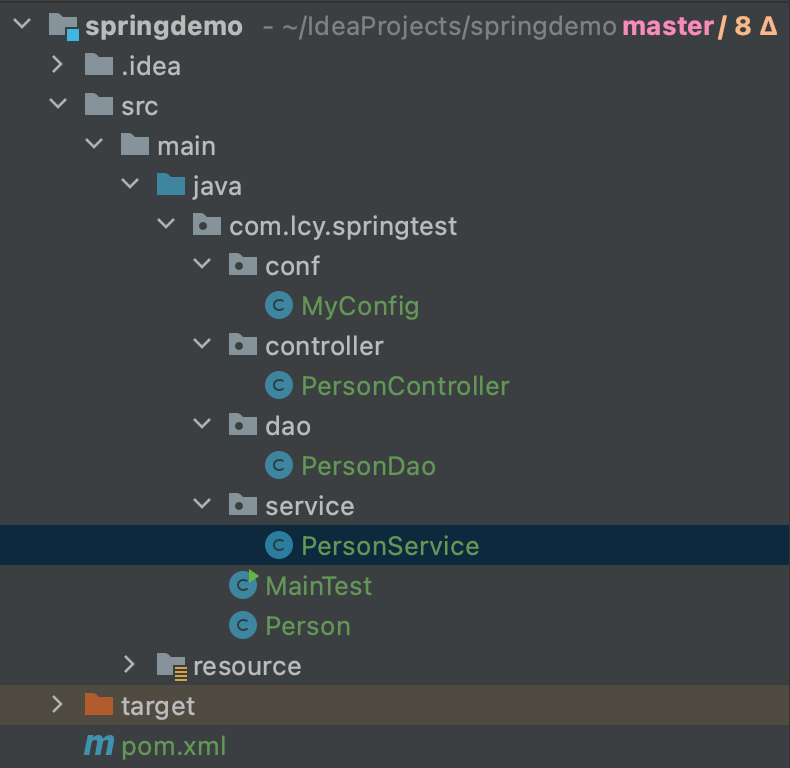 springdemo - ~/IdeaProjects/springdemo master / 8 Δ
.idea
src
main
java
com.lcy.springtest
conf
C MyConfig
controller
C PersonController
dao
C PersonDao
service
C PersonService
C MainTest
C Person
resource
target
m pom.xml